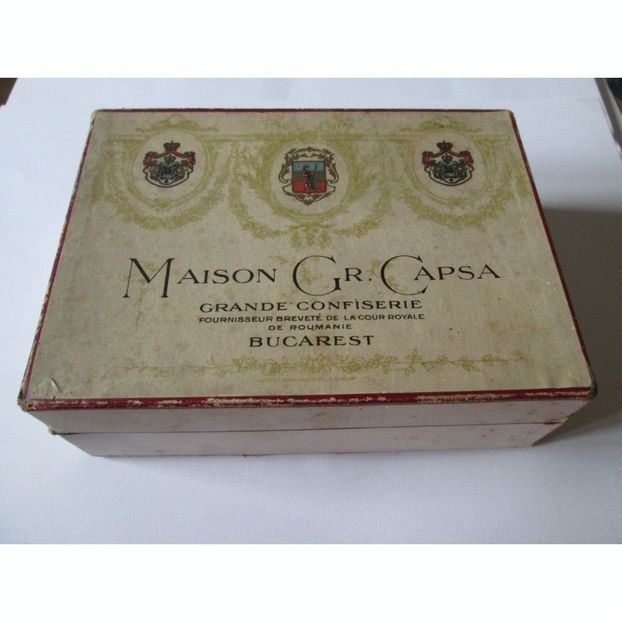 MAISON GR. CAPSA
GRANDE CONFISERIE
FOURNISSEUR BREVETÉ DE LA COUR ROYALE
DE ROUMANIE
BUCAREST